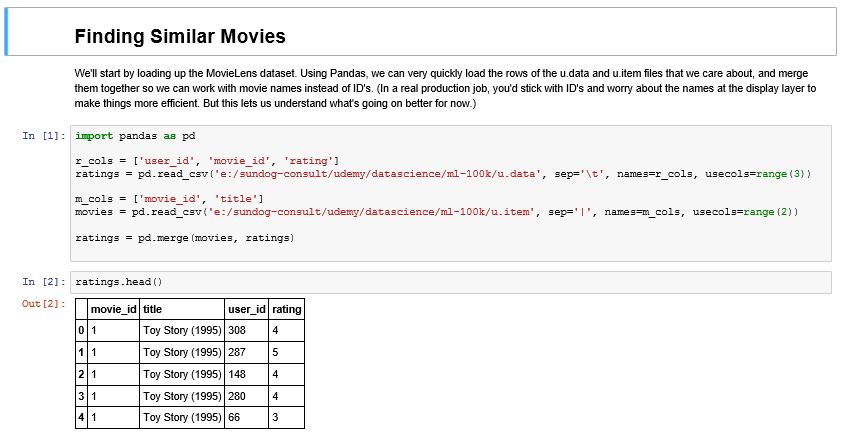 Finding Similar Movies
We'll start by loading up the MovieLens dataset. Using Pandas, we can very quickly load the rows of the u.data and u.item files that we care about, and merge
them together so we can work with movie names instead of ID's. (In a real production job, you'd stick with ID's and worry about the names at the display layer to
make things more efficient. But this lets us understand what's going on better for now.)
In [1]: import pandas as pd
r_cols = ['user_id', 'movie_id', 'rating']
ratings = pd.read_csv('e:/sundog-consult/udemy/datascience/ml-100k/u.data', sep='\t', names=r_cols, usecols=range(3))
m_cols = ['movie_id', 'title']
movies = pd.read_csv('e:/sundog-consult/udemy/datascience/ml-100k/u.item', sep='|', names=m_cols, usecols=range(2))
ratings = pd.merge(movies, ratings)
In [2]: ratings.head()
Out[2]:
movie_id title user_id rating
0 1 Toy Story (1995) 308 4
1 1 Toy Story (1995) 287 5
2 1 Toy Story (1995) 148 4
3 1 Toy Story (1995) 280 4
4 1 Toy Story (1995) 66 3